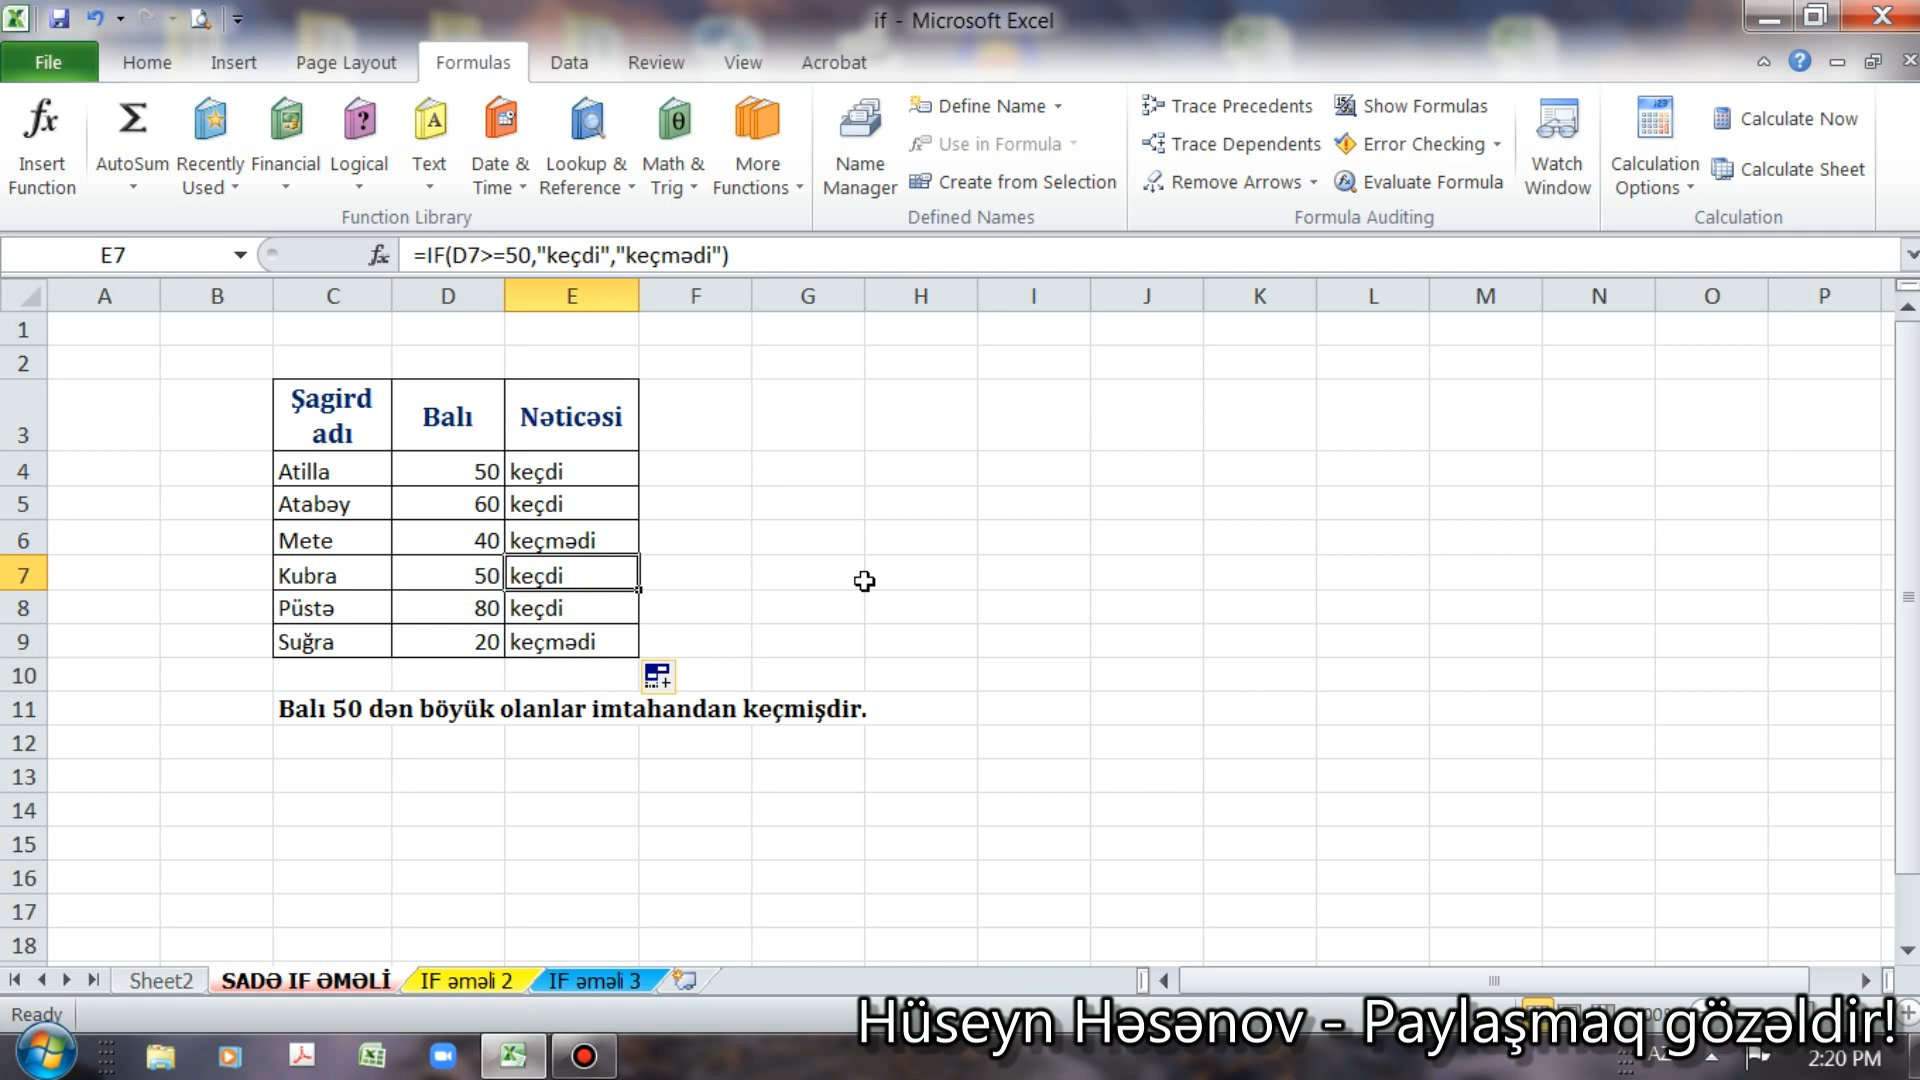 if - Microsoft Excel
File Home Insert Page Layout Formulas Data Review View Acrobat
Insert Function
AutoSum
Recently Used
Financial
Logical
Text
Date & Time
Lookup & Reference
Math & Trig
More Functions
Function Library
Name Manager
Define Name
Use in Formula
Create from Selection
Defined Names
Trace Precedents
Trace Dependents
Remove Arrows
Show Formulas
Error Checking
Evaluate Formula
Formula Auditing
Watch Window
Calculation Options
Calculate Now
Calculate Sheet
Calculation
E7 fx =IF(D7>=50,"keçdi","keçmədi")
A B C D E F G H I J K L M N O P
1
2
3 Şagird adı Balı Nəticəsi
4 Atilla 50 keçdi
5 Atabəy 60 keçdi
6 Mete 40 keçmədi
7 Kubra 50 keçdi
8 Püstə 80 keçdi
9 Suğra 20 keçmədi
10
11 Balı 50 dən böyük olanlar imtahandan keçmişdir.
12
13
14
15
16
17
18
Sheet2 SADƏ IF ƏMƏLİ IF əməli 2 IF əməli 3
Ready
Hüseyn Həsənov - Paylaşmaq gözəldir!
AZ 2:20 PM